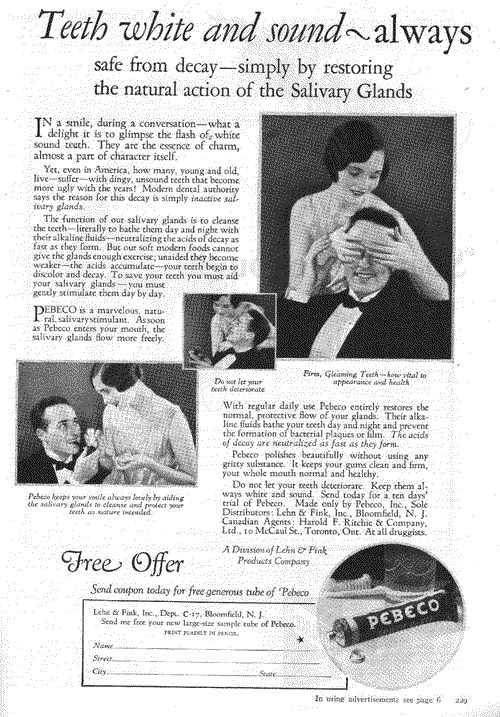 Teeth white and sound~always
safe from decay—simply by restoring
the natural action of the Salivary Glands
IN a smile, during a conversation—what a
delight it is to glimpse the flash of white
sound teath. They are the essence of charm,
almost a part of character itself.
Yet, even in America, how many, young and old,
live—suffer—with dingy, unsound teeth that become
more ugly with the years! Modern dental authority
says the reason for this decay is simply inactive sal-
ivary glands.
The function of our salivary glands is to cleanse
the teeth—literally to bathe them day and night with
their alkaline fluids—neutralizing the acids of decay as
fast as they form. But our soft modern foods cannot
give the glands enough exercise; unaided they become
weaker—the acids accumulate—your teeth begin to
discolor and decay. To save your teeth you must aid
your salivary glands—you must
gently stimulate them day by day.
PEBECO is a marvelous, natu-
ral, salivary stimulant. As soon
as Pebeco enters your mouth, the
salivary glands flow more freely.
Do not let your
teeth deteriorate
Firm, Gleaming Teeth—how vital to
appearance and health
Pebeco keeps your smile always lovely by aiding
the salivary glands to cleanse and protect your
teeth as nature intended
With regular daily use Pebeco entirely restores the
normal, protective flow of your glands. Their alka-
line fluids bathe your teeth day and night and prevent
the formation of bacterial plaques or film. The acids
of decay are neutralized as fast as they form.
Pebeco polishes beautifully without using any
gritty substance. It keeps your gums clean and firm,
your whole mouth normal and healthy.
Do not let your teeth deteriorate. Keep them al-
ways white and sound. Send today for a ten days'
trial of Pebeco. Made only by Pebeco, Inc., Sole
Distributors: Lehn & Fink, Inc., Bloomfield, N. J.
Canadian Agents: Harold F. Ritchie & Company,
Ltd., 10 McCaul St., Toronto, Ont. At all druggists.
A Division of Lehn & Fink
Products Company
Free Offer
Send coupon today for free generous tube of Pebeco
Lehn & Fink, Inc., Dept. C-17, Bloomfield, N. J.
Send me free your new large-size sample tube of Pebeco.
PRINT PLAINLY IN PENCIL
Name
Street
City State
PEBECO
In using advertisements see page 6 229